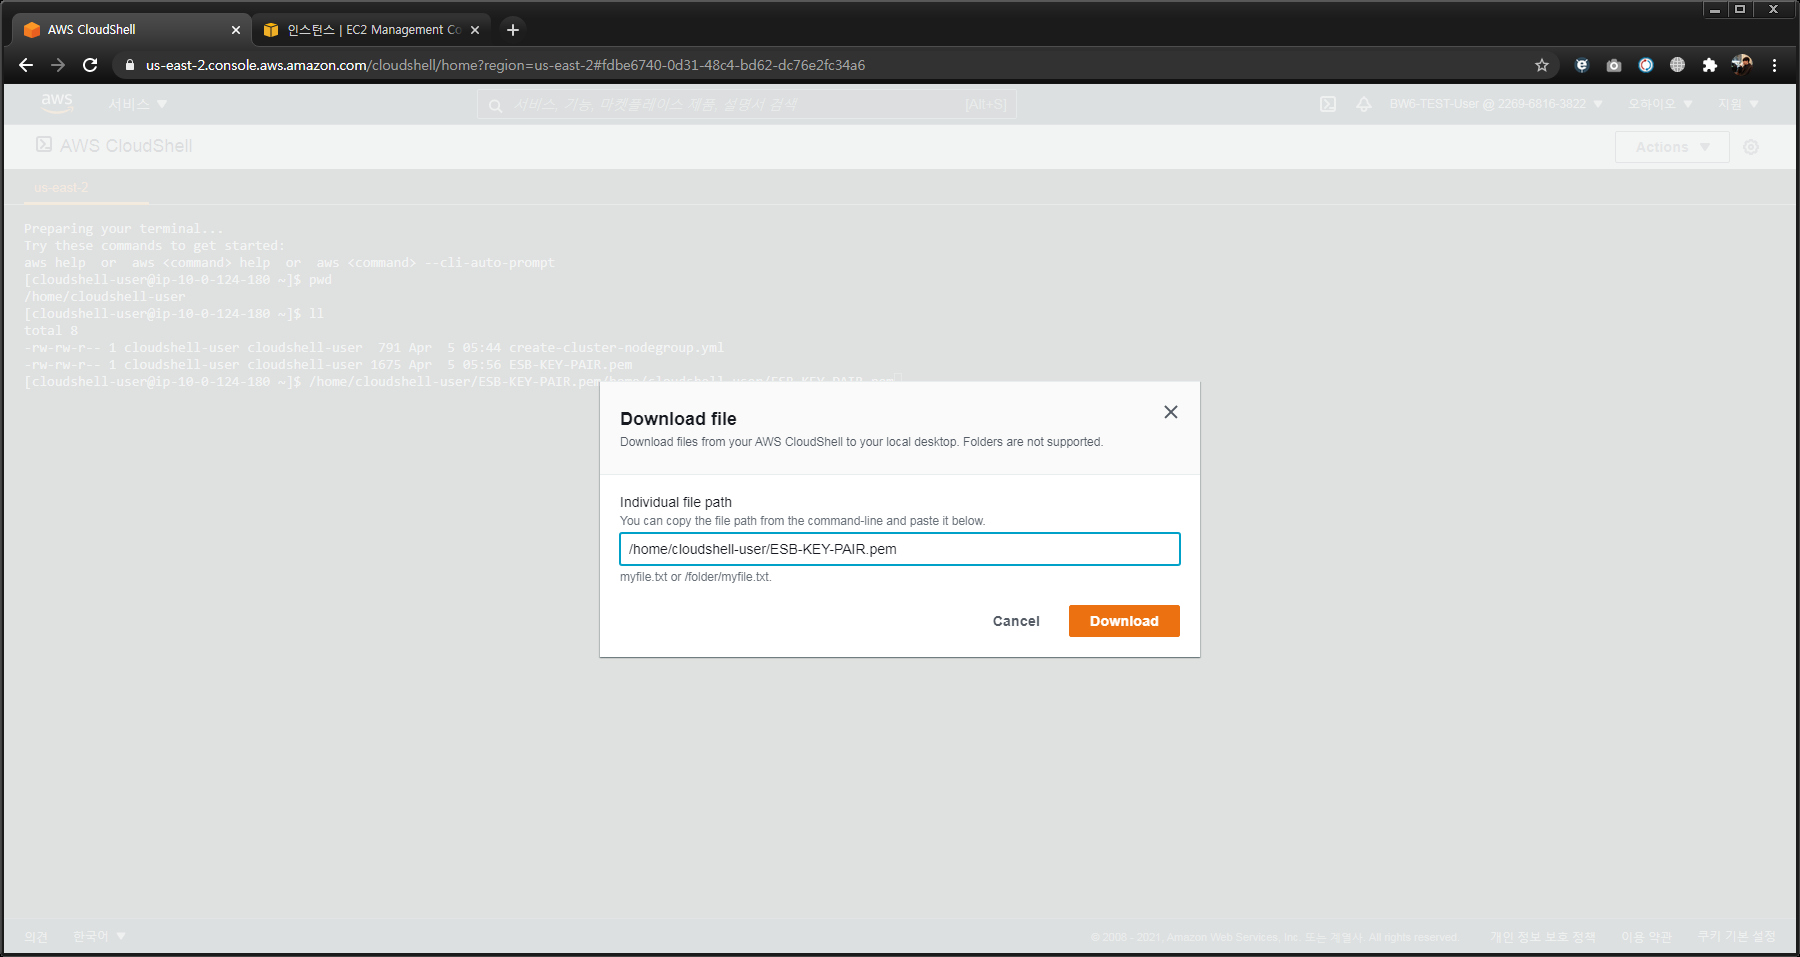 AWS CloudShell
인스턴스 | EC2 Management Co
us-east-2.console.aws.amazon.com/cloudshell/home?region=us-east-2#fdbe6740-0d31-48c4-bd62-dc76e2fc34a6
aws
서비스
서비스, 기능, 마켓플레이스 제품, 설명서 검색
[Alt+S]
BW6-TEST-User @ 2269-6816-3822
오하이오
지원
AWS CloudShell
Actions
us-east-2
Preparing your terminal...
Try these commands to get started:
aws help  or  aws <command> help  or  aws <command> --cli-auto-prompt
[cloudshell-user@ip-10-0-124-180 ~]$ pwd
/home/cloudshell-user
[cloudshell-user@ip-10-0-124-180 ~]$ ll
total 8
-rw-rw-r-- 1 cloudshell-user cloudshell-user  791 Apr  5 05:44 create-cluster-nodegroup.yml
-rw-rw-r-- 1 cloudshell-user cloudshell-user 1675 Apr  5 05:56 ESB-KEY-PAIR.pem
[cloudshell-user@ip-10-0-124-180 ~]$ /home/cloudshell-user/ESB-KEY-PAIR.pem/home/cloudshell-user/ESB-KEY-PAIR.pem
Download file
Download files from your AWS CloudShell to your local desktop. Folders are not supported.
Individual file path
You can copy the file path from the command-line and paste it below.
/home/cloudshell-user/ESB-KEY-PAIR.pem
myfile.txt or /folder/myfile.txt.
Cancel
Download
의견
한국어
© 2008 - 2021, Amazon Web Services, Inc. 또는 계열사. All rights reserved.
개인 정보 보호 정책
이용 약관
쿠키 기본 설정